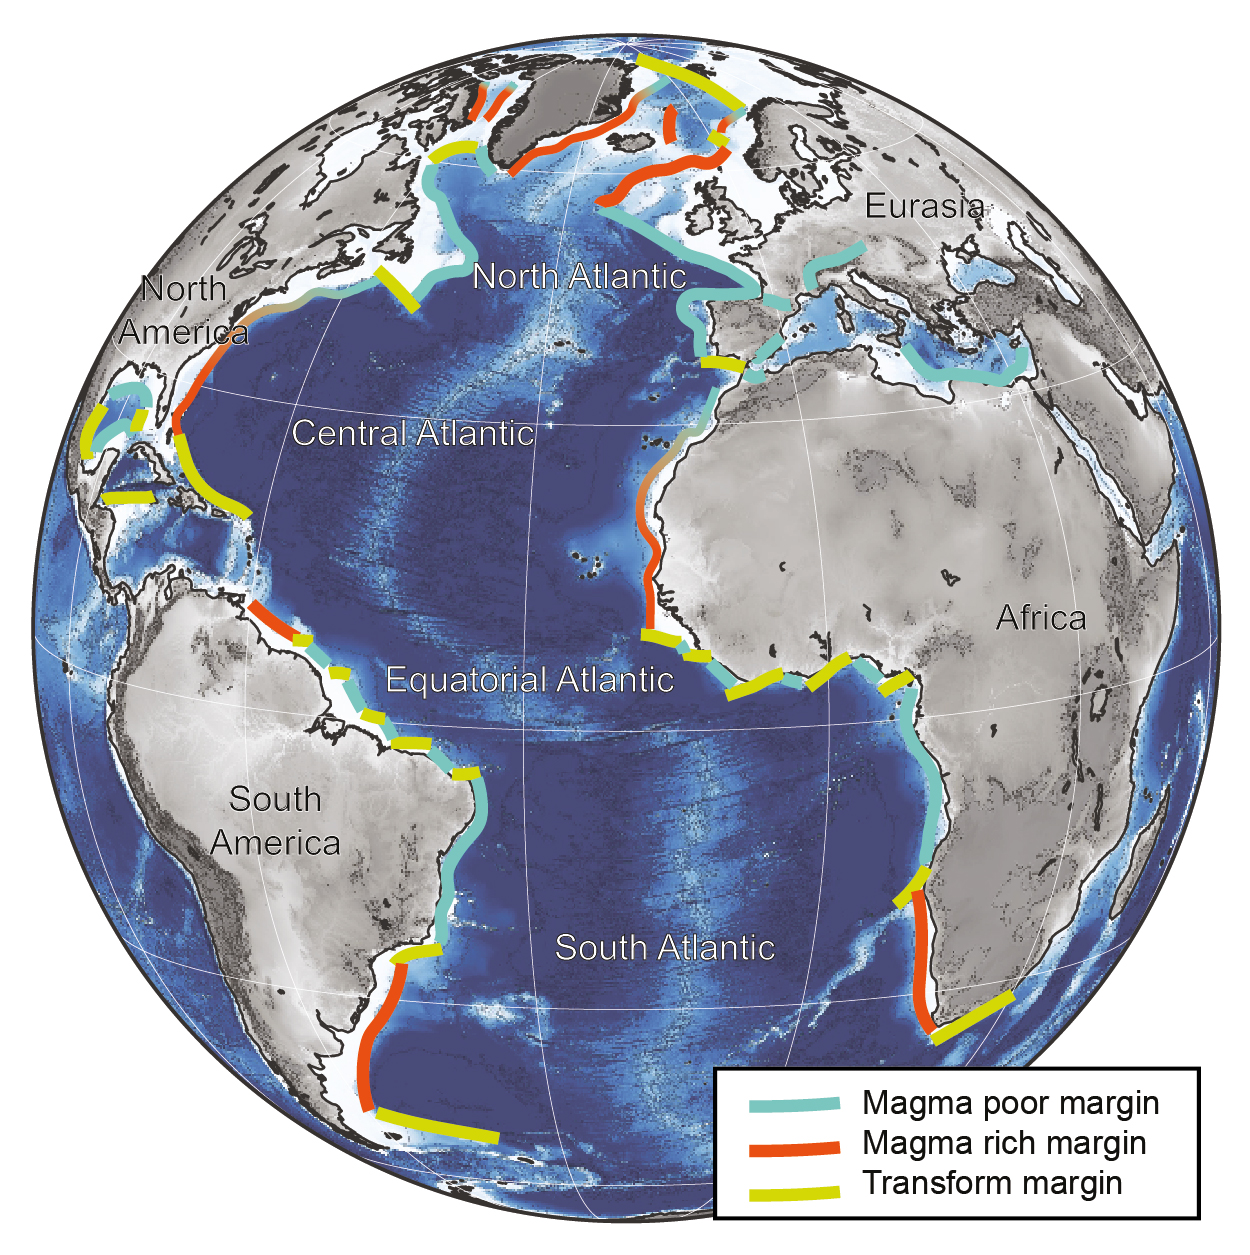 Eurasia
North Atlantic
North
America
Central Atlantic
Africa
Equatorial Atlantic
South
America
South Atlantic
Magma poor margin
Magma rich margin
Transform margin